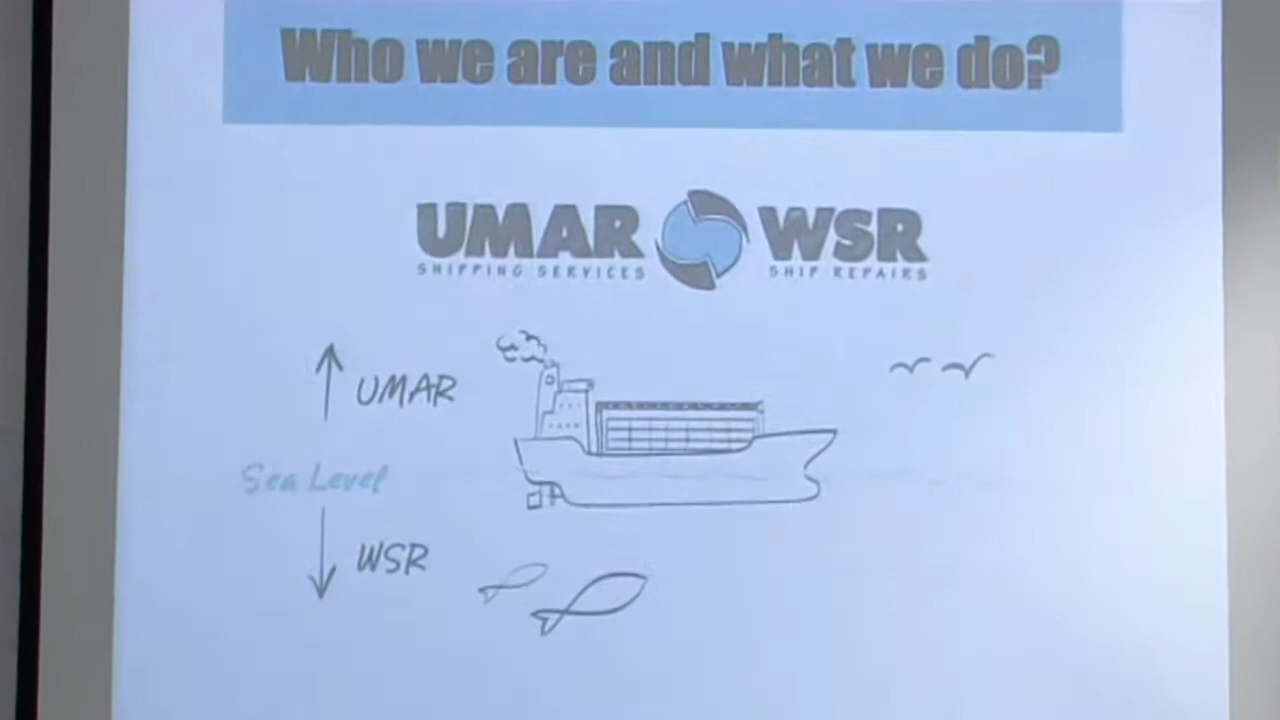 Who we are and what we do?
UMAR WSR
SHIPPING SERVICES SHIP REPAIRS
UMAR
Sea Level
WSR